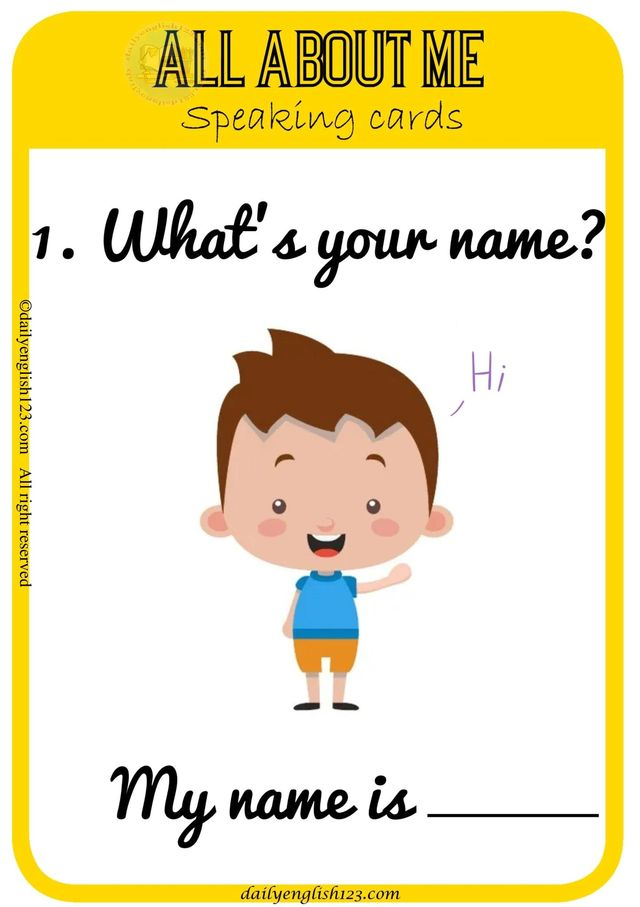 ALL ABOUT ME
Speaking cards
1. What's your name?
©dailyenglish123.com All right reserved
Hi
My name is ______
dailyenglish123.com